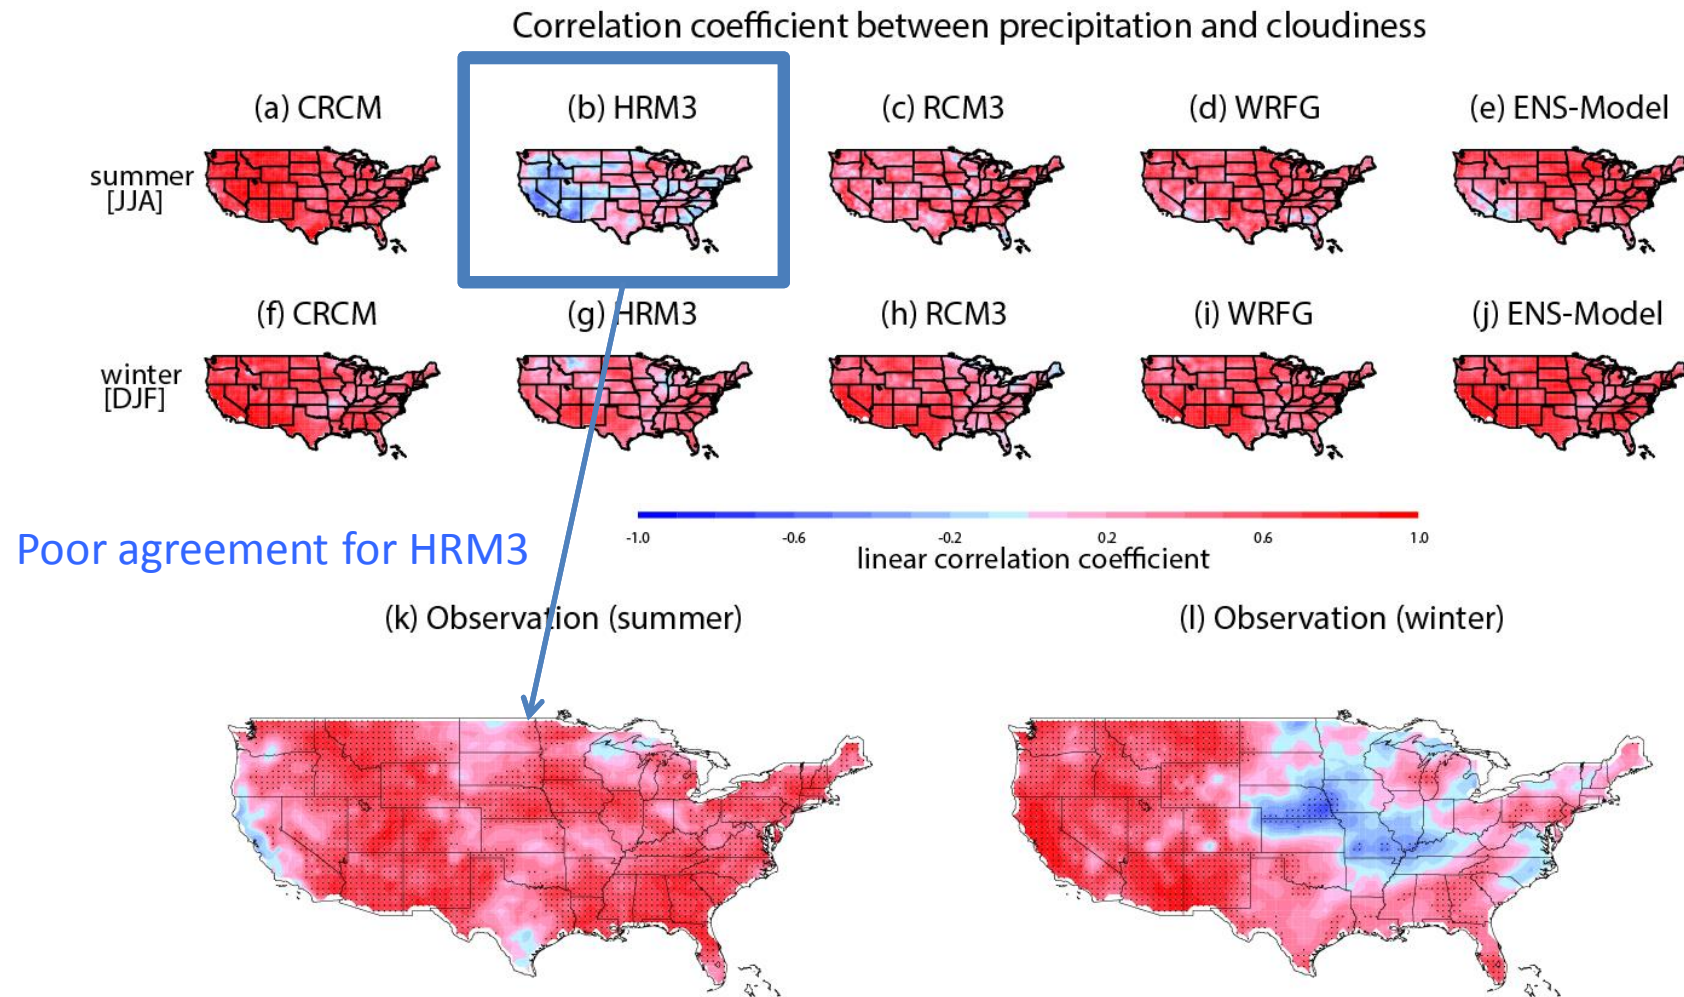 Correlation coefficient between precipitation and cloudiness
(a) CRCM
(b) HRM3
(c) RCM3
(d) WRFG
(e) ENS-Model
summer
[JJA]
(f) CRCM
(g) HRM3
(h) RCM3
(i) WRFG
(j) ENS-Model
winter
[DJF]
-1.0
-0.6
-0.2
0.2
0.6
1.0
linear correlation coefficient
Poor agreement for HRM3
(k) Observation (summer)
(l) Observation (winter)